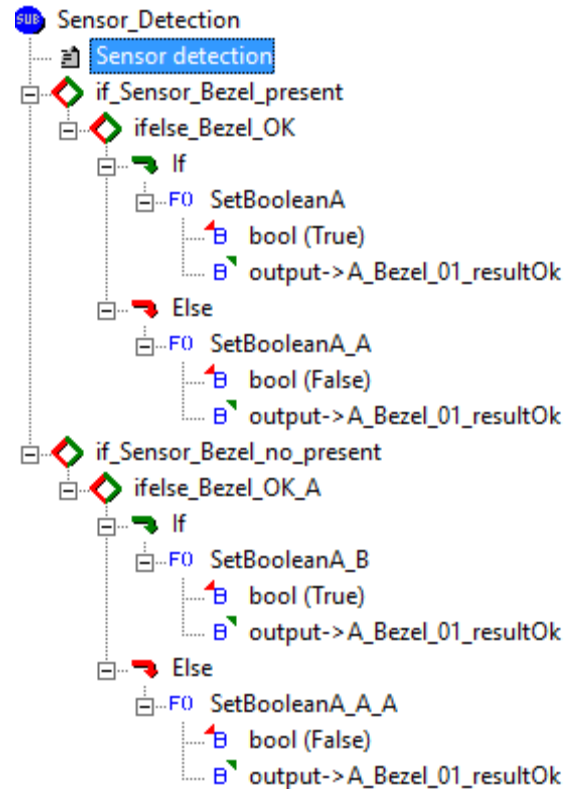 SUB Sensor_Detection
Sensor detection
if_Sensor_Bezel_present
ifelse_Bezel_OK
If
F() SetBooleanA
B bool (True)
B output->A_Bezel_01_resultOk
Else
F() SetBooleanA_A
B bool (False)
B output->A_Bezel_01_resultOk
if_Sensor_Bezel_no_present
ifelse_Bezel_OK_A
If
F() SetBooleanA_B
B bool (True)
B output->A_Bezel_01_resultOk
Else
F() SetBooleanA_A_A
B bool (False)
B output->A_Bezel_01_resultOk